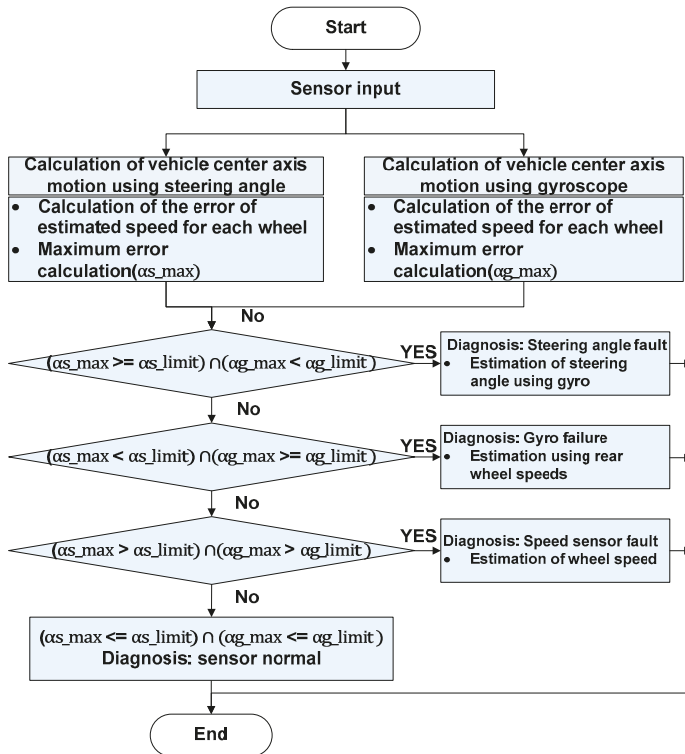 Start
Sensor input
Calculation of vehicle center axis
motion using steering angle
• Calculation of the error of
estimated speed for each wheel
• Maximum error
calculation(αs_max)
Calculation of vehicle center axis
motion using gyroscope
• Calculation of the error of
estimated speed for each wheel
• Maximum error
calculation(αg_max)
No
(αs_max >= αs_limit) ∩(αg_max < αg_limit )
YES
Diagnosis: Steering angle fault
• Estimation of steering
angle using gyro
No
(αs_max < αs_limit) ∩(αg_max >= αg_limit )
YES
Diagnosis: Gyro failure
• Estimation using rear
wheel speeds
No
(αs_max > αs_limit) ∩(αg_max > αg_limit )
YES
Diagnosis: Speed sensor fault
• Estimation of wheel speed
No
(αs_max <= αs_limit) ∩ (αg_max <= αg_limit )
Diagnosis: sensor normal
End